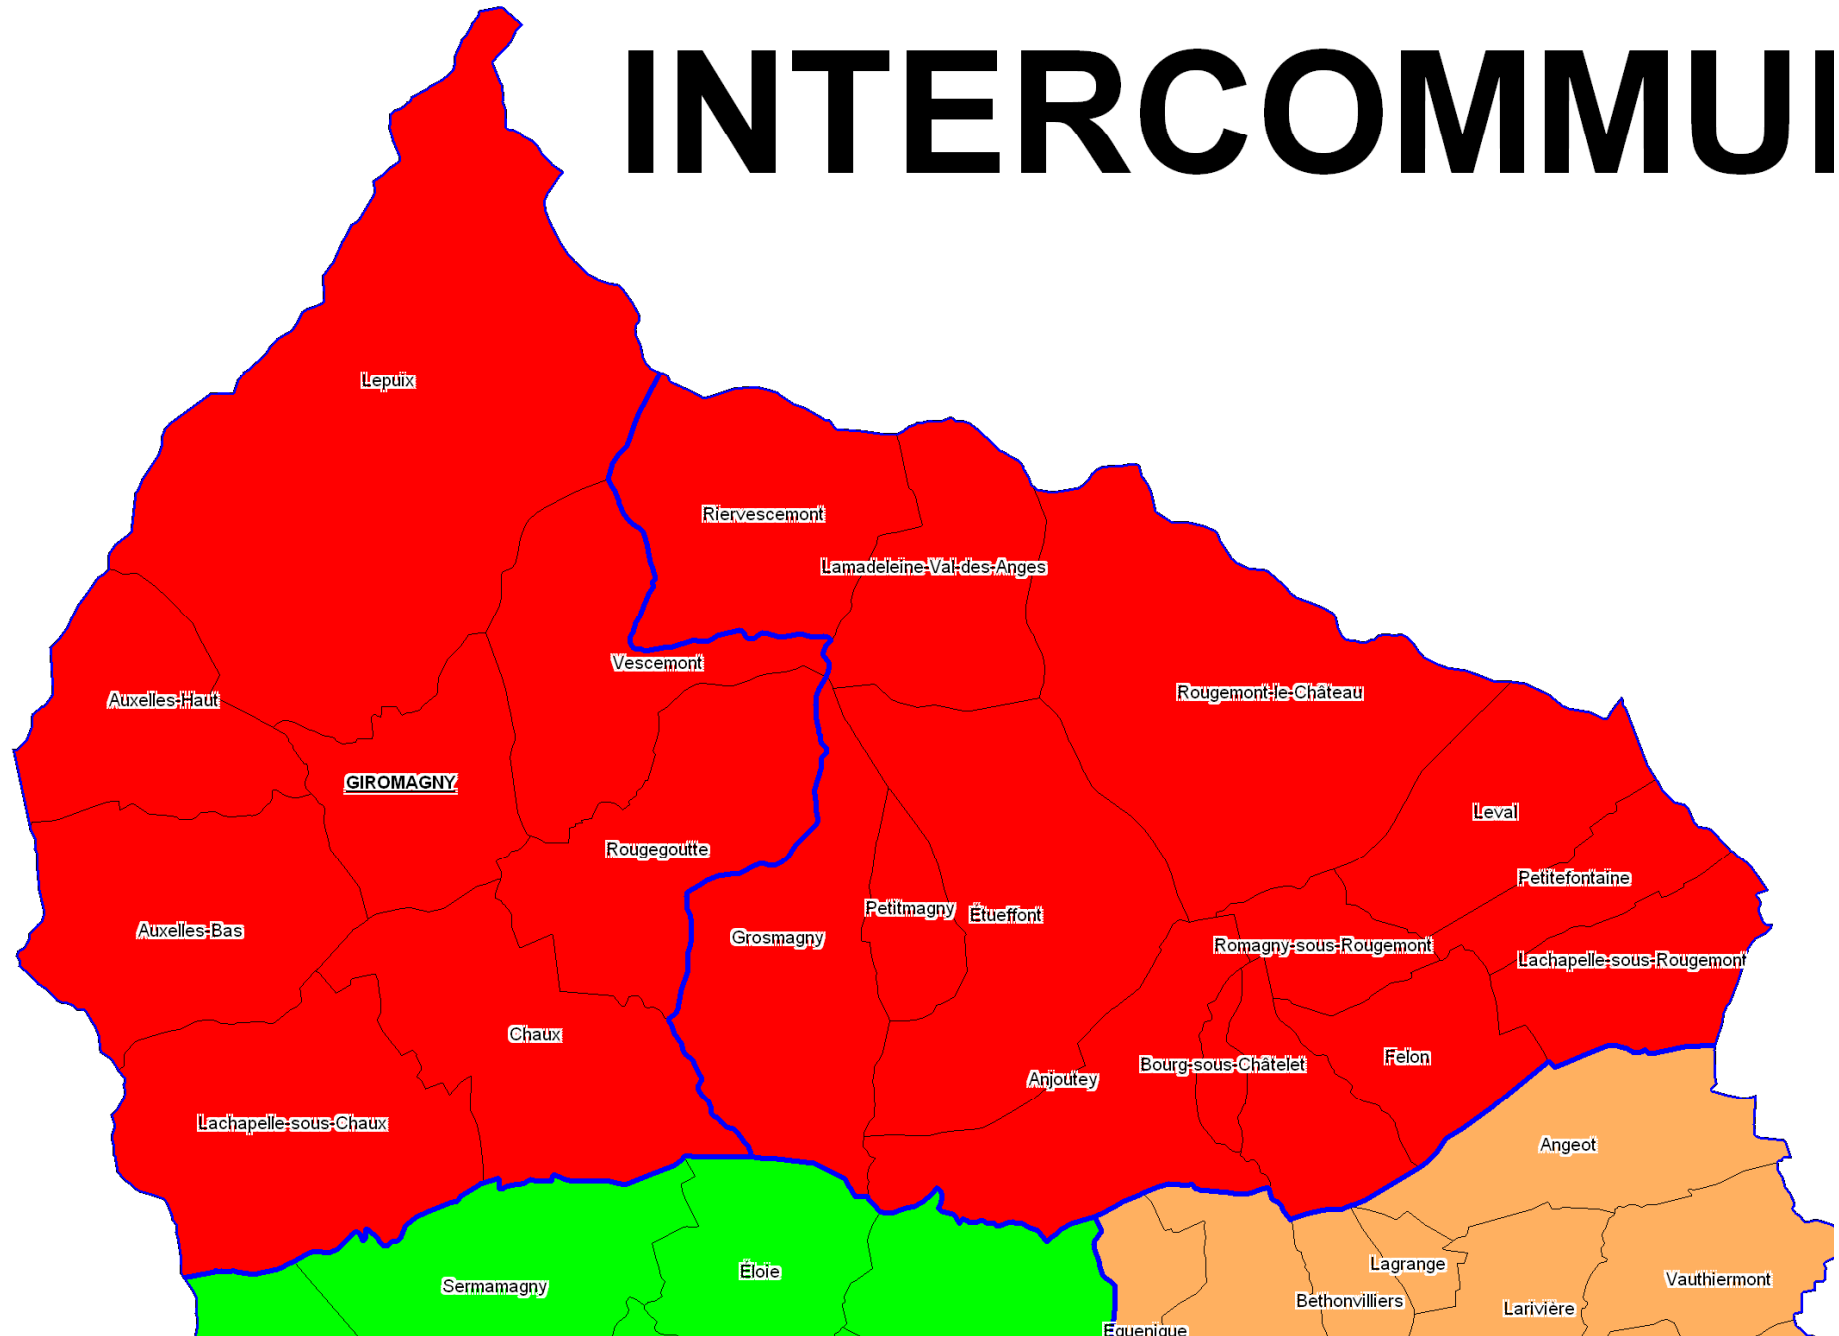 INTERCOMMU
Lepuix
Riervescemont
Lamadeleine-Val-des-Anges
Vescemont
Rougemont-le-Château
Auxelles-Haut
GIROMAGNY
Leval
Rougegoutte
Petitefontaine
Petitmagny
Étueffont
Auxelles-Bas
Grosmagny
Romagny-sous-Rougemont
Lachapelle-sous-Rougemont
Chaux
Felon
Bourg-sous-Châtelet
Anjoutey
Lachapelle-sous-Chaux
Angeot
Lagrange
Éloie
Vauthiermont
Sermamagny
Bethonvilliers
Larivière
Eguenigue